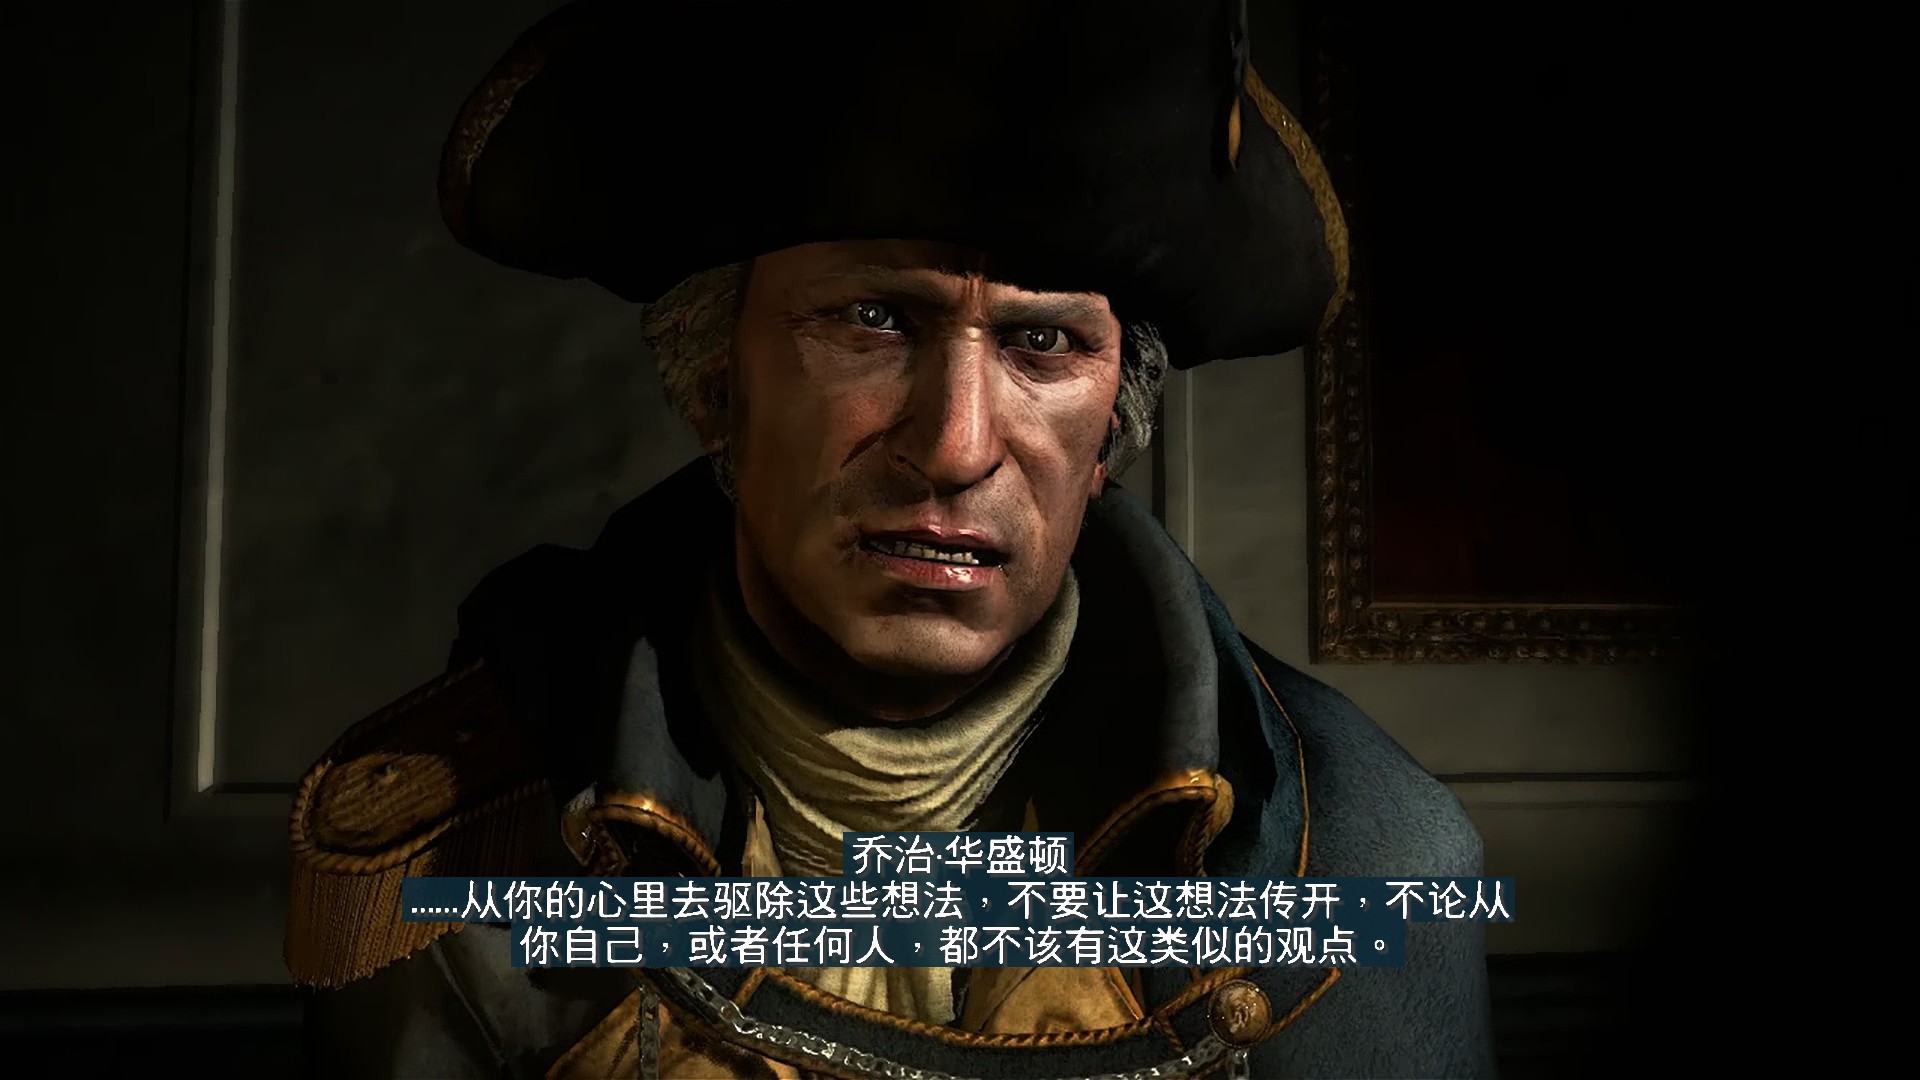 乔治·华盛顿
……从你的心里去驱除这些想法，不要让这想法传开，不论从
你自己，或者任何人，都不该有这类似的观点。